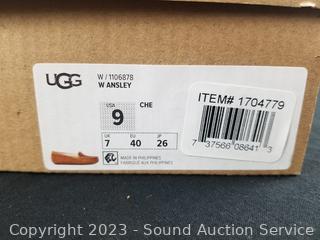 UGG
W / 1106878
W ANSLEY
USA
9
CHE
UK EU JP
7 40 26
MADE IN PHILIPPINES
FABRIQUÉ AUX PHILIPPINES
ITEM# 1704779
7 37566 08641 3
Copyright 2023 - Sound Auction Service